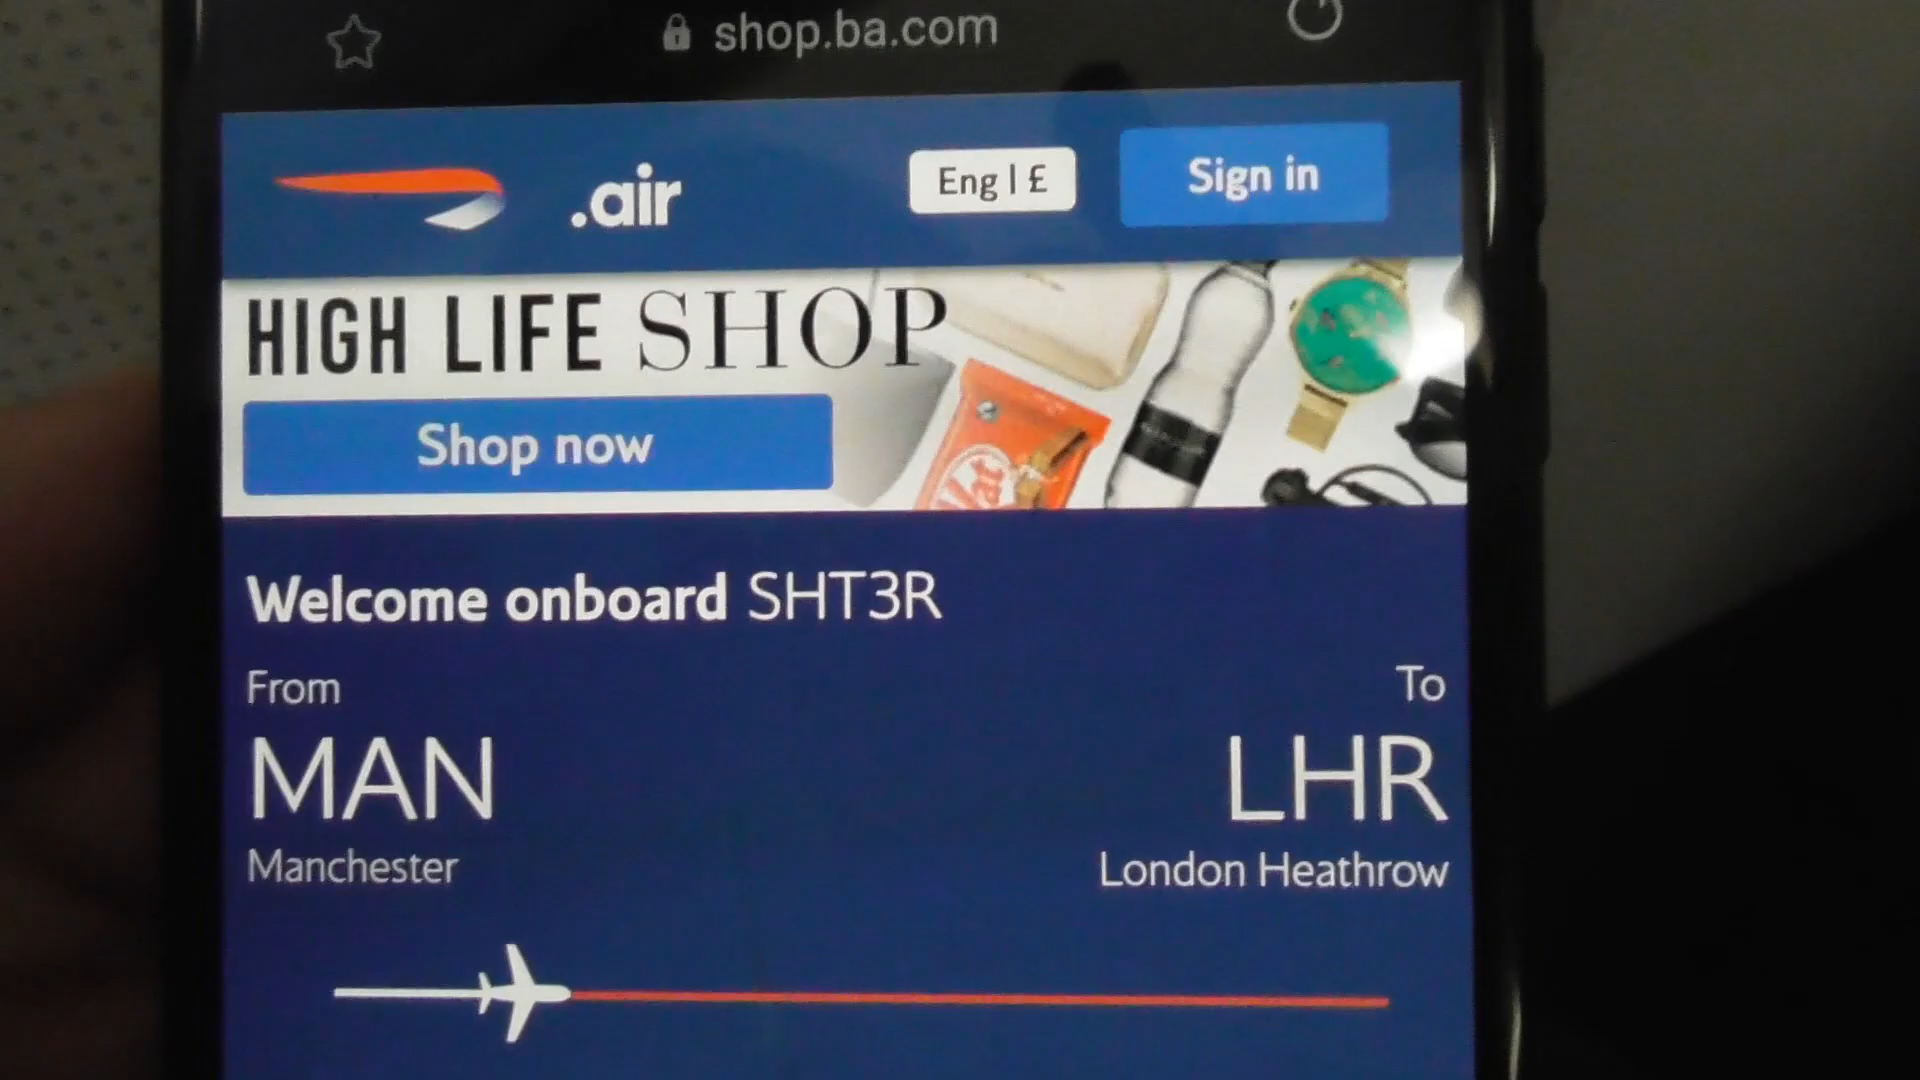 shop.ba.com
.air
Eng | £
Sign in
HIGH LIFE SHOP
Shop now
Welcome onboard SHT3R
From
To
MAN
LHR
Manchester
London Heathrow